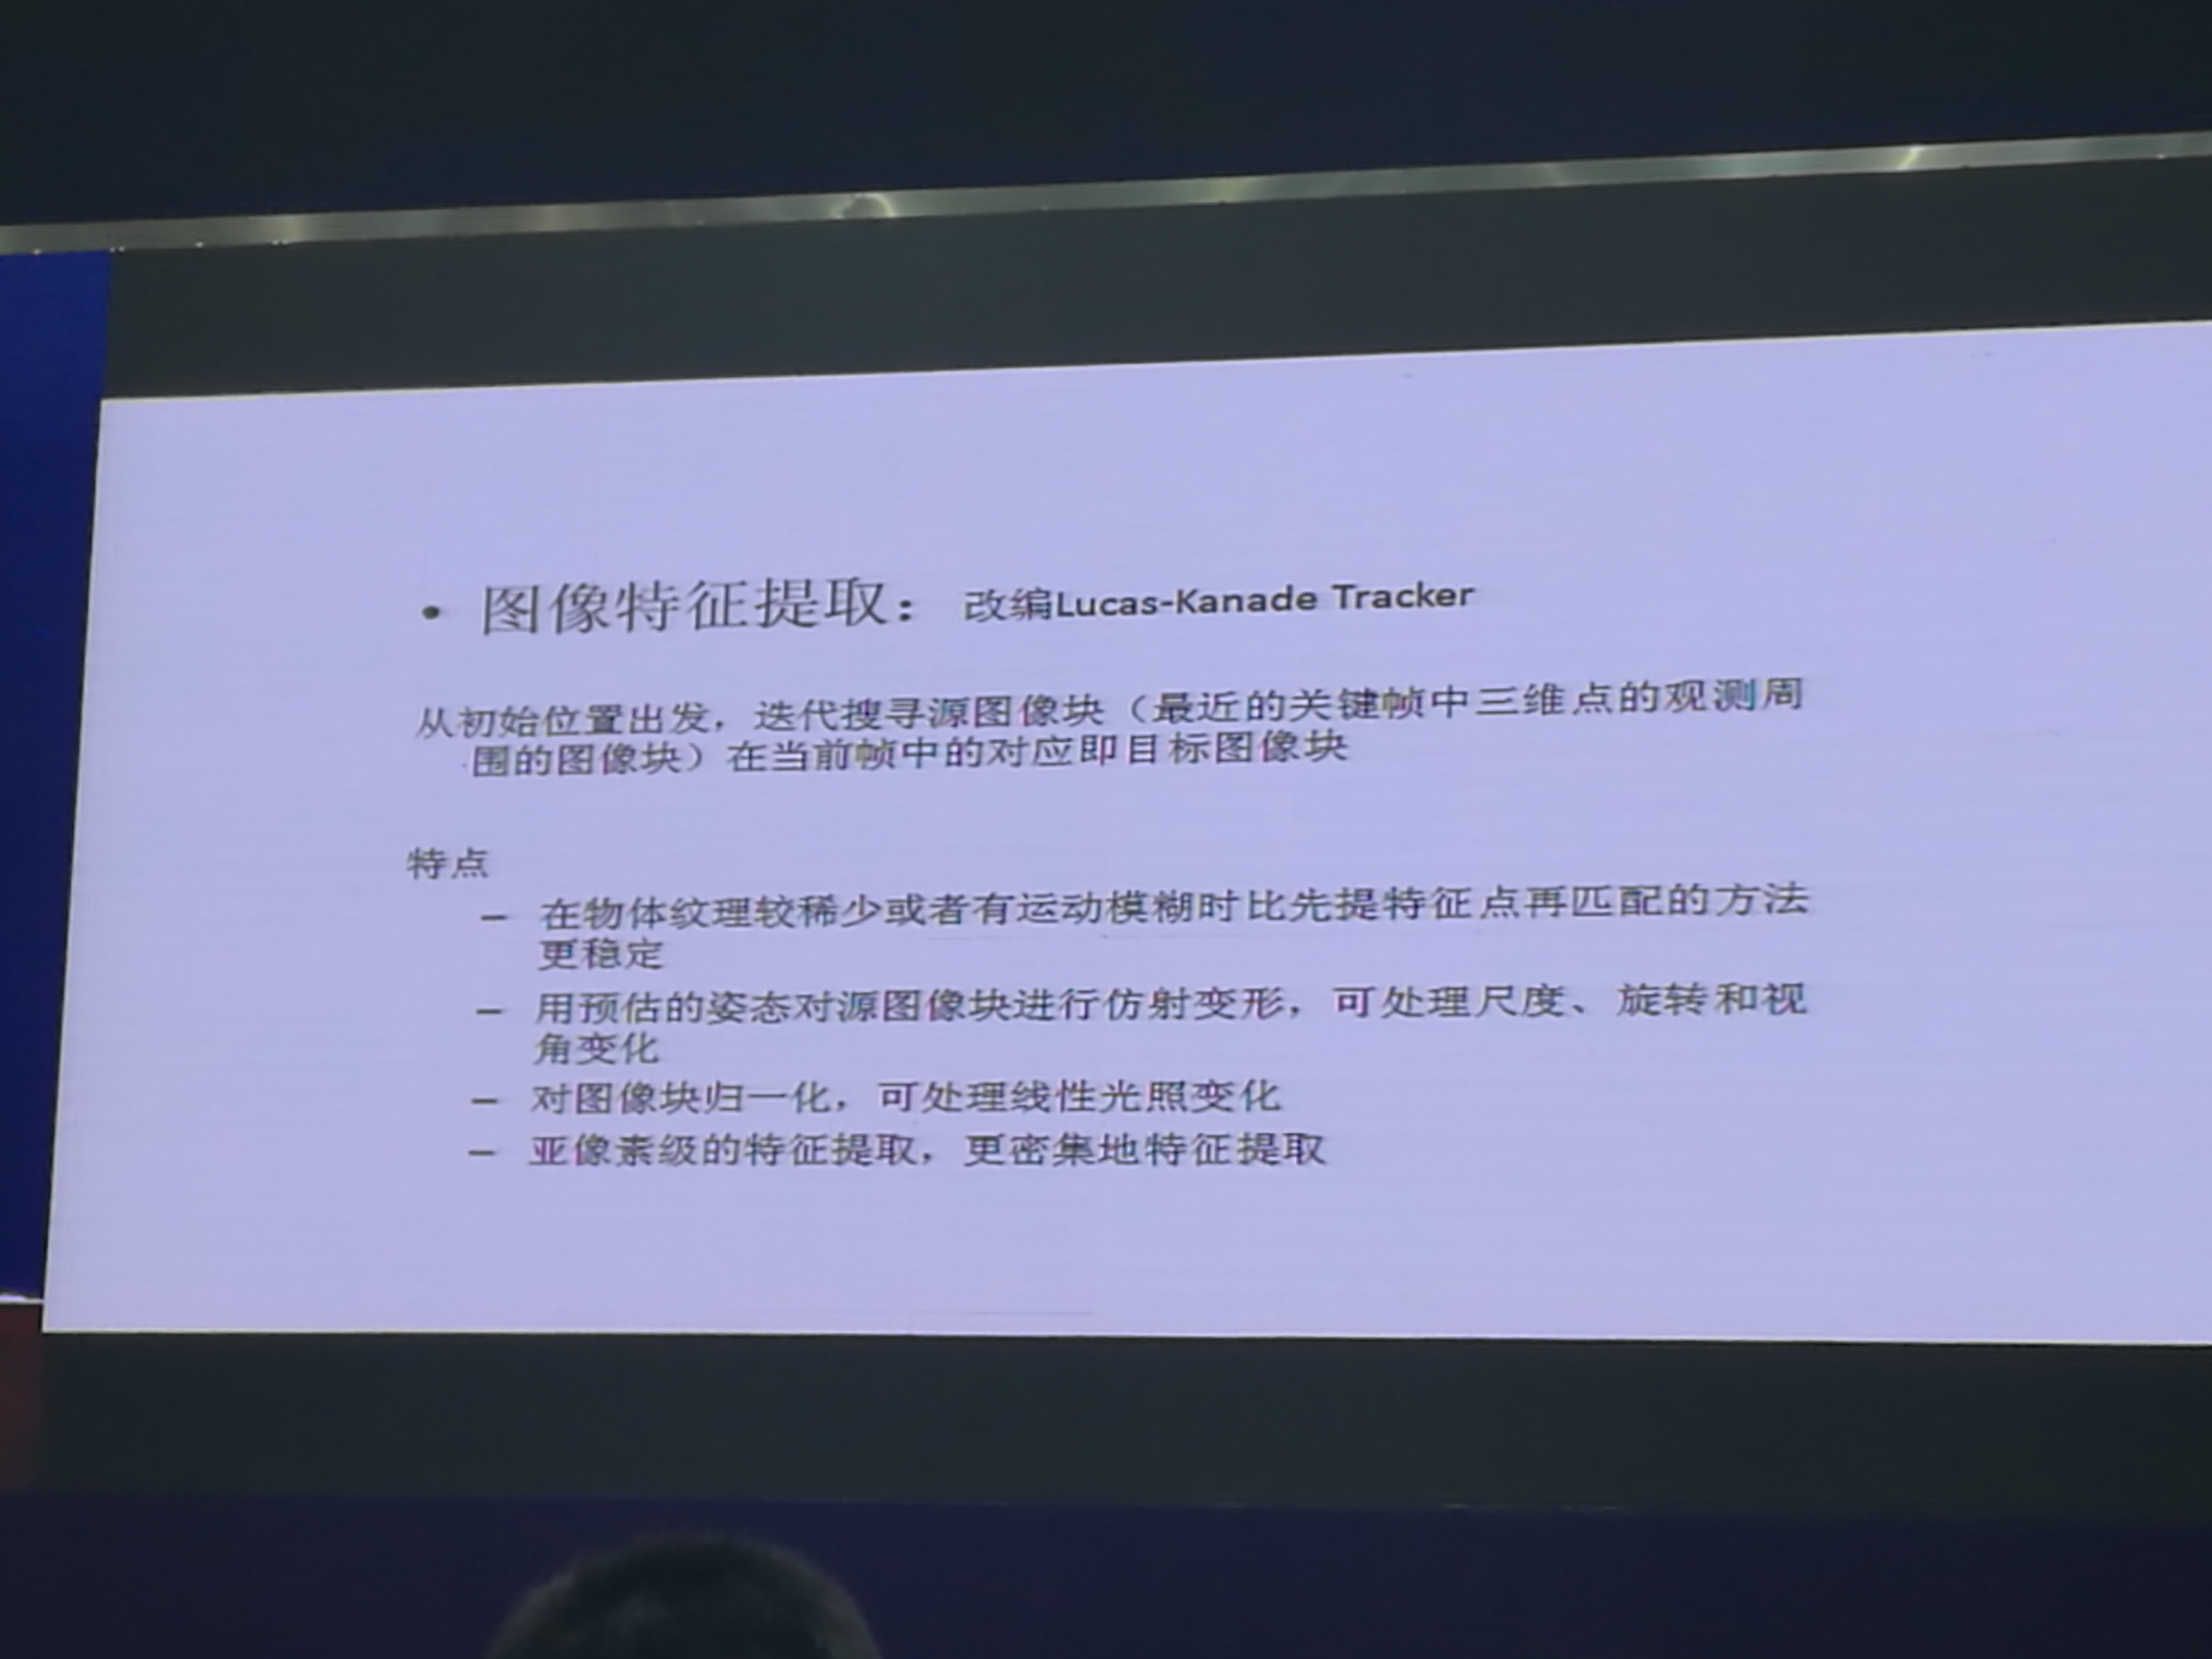 • 图像特征提取： 改编Lucas-Kanade Tracker
从初始位置出发，迭代搜寻源图像块（最近的关键帧中三维点的观测周
围的图像块）在当前帧中的对应即目标图像块
特点
– 在物体纹理较稀少或者有运动模糊时比先提特征点再匹配的方法
更稳定
– 用预估的姿态对源图像块进行仿射变形，可处理尺度、旋转和视
角变化
– 对图像块归一化，可处理线性光照变化
– 亚像素级的特征提取，更密集地特征提取